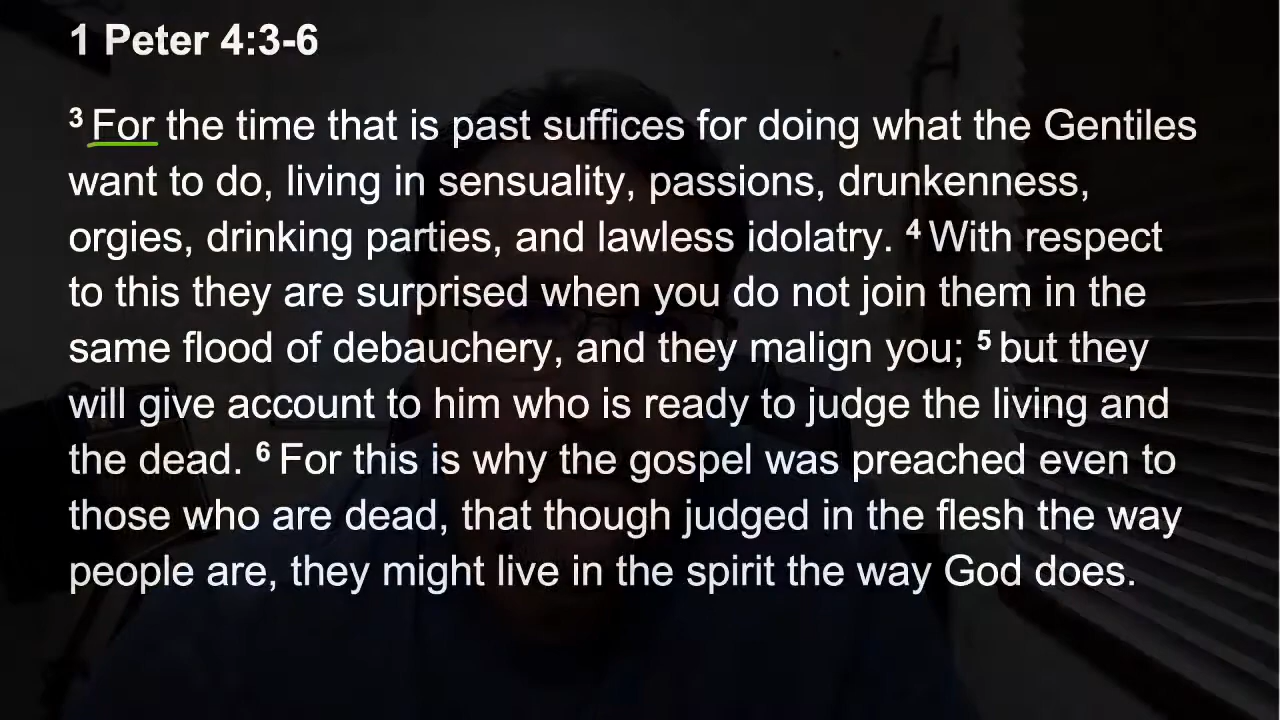 1 Peter 4:3-6
3 For the time that is past suffices for doing what the Gentiles
want to do, living in sensuality, passions, drunkenness,
orgies, drinking parties, and lawless idolatry. 4 With respect
to this they are surprised when you do not join them in the
same flood of debauchery, and they malign you; 5 but they
will give account to him who is ready to judge the living and
the dead. 6 For this is why the gospel was preached even to
those who are dead, that though judged in the flesh the way
people are, they might live in the spirit the way God does.